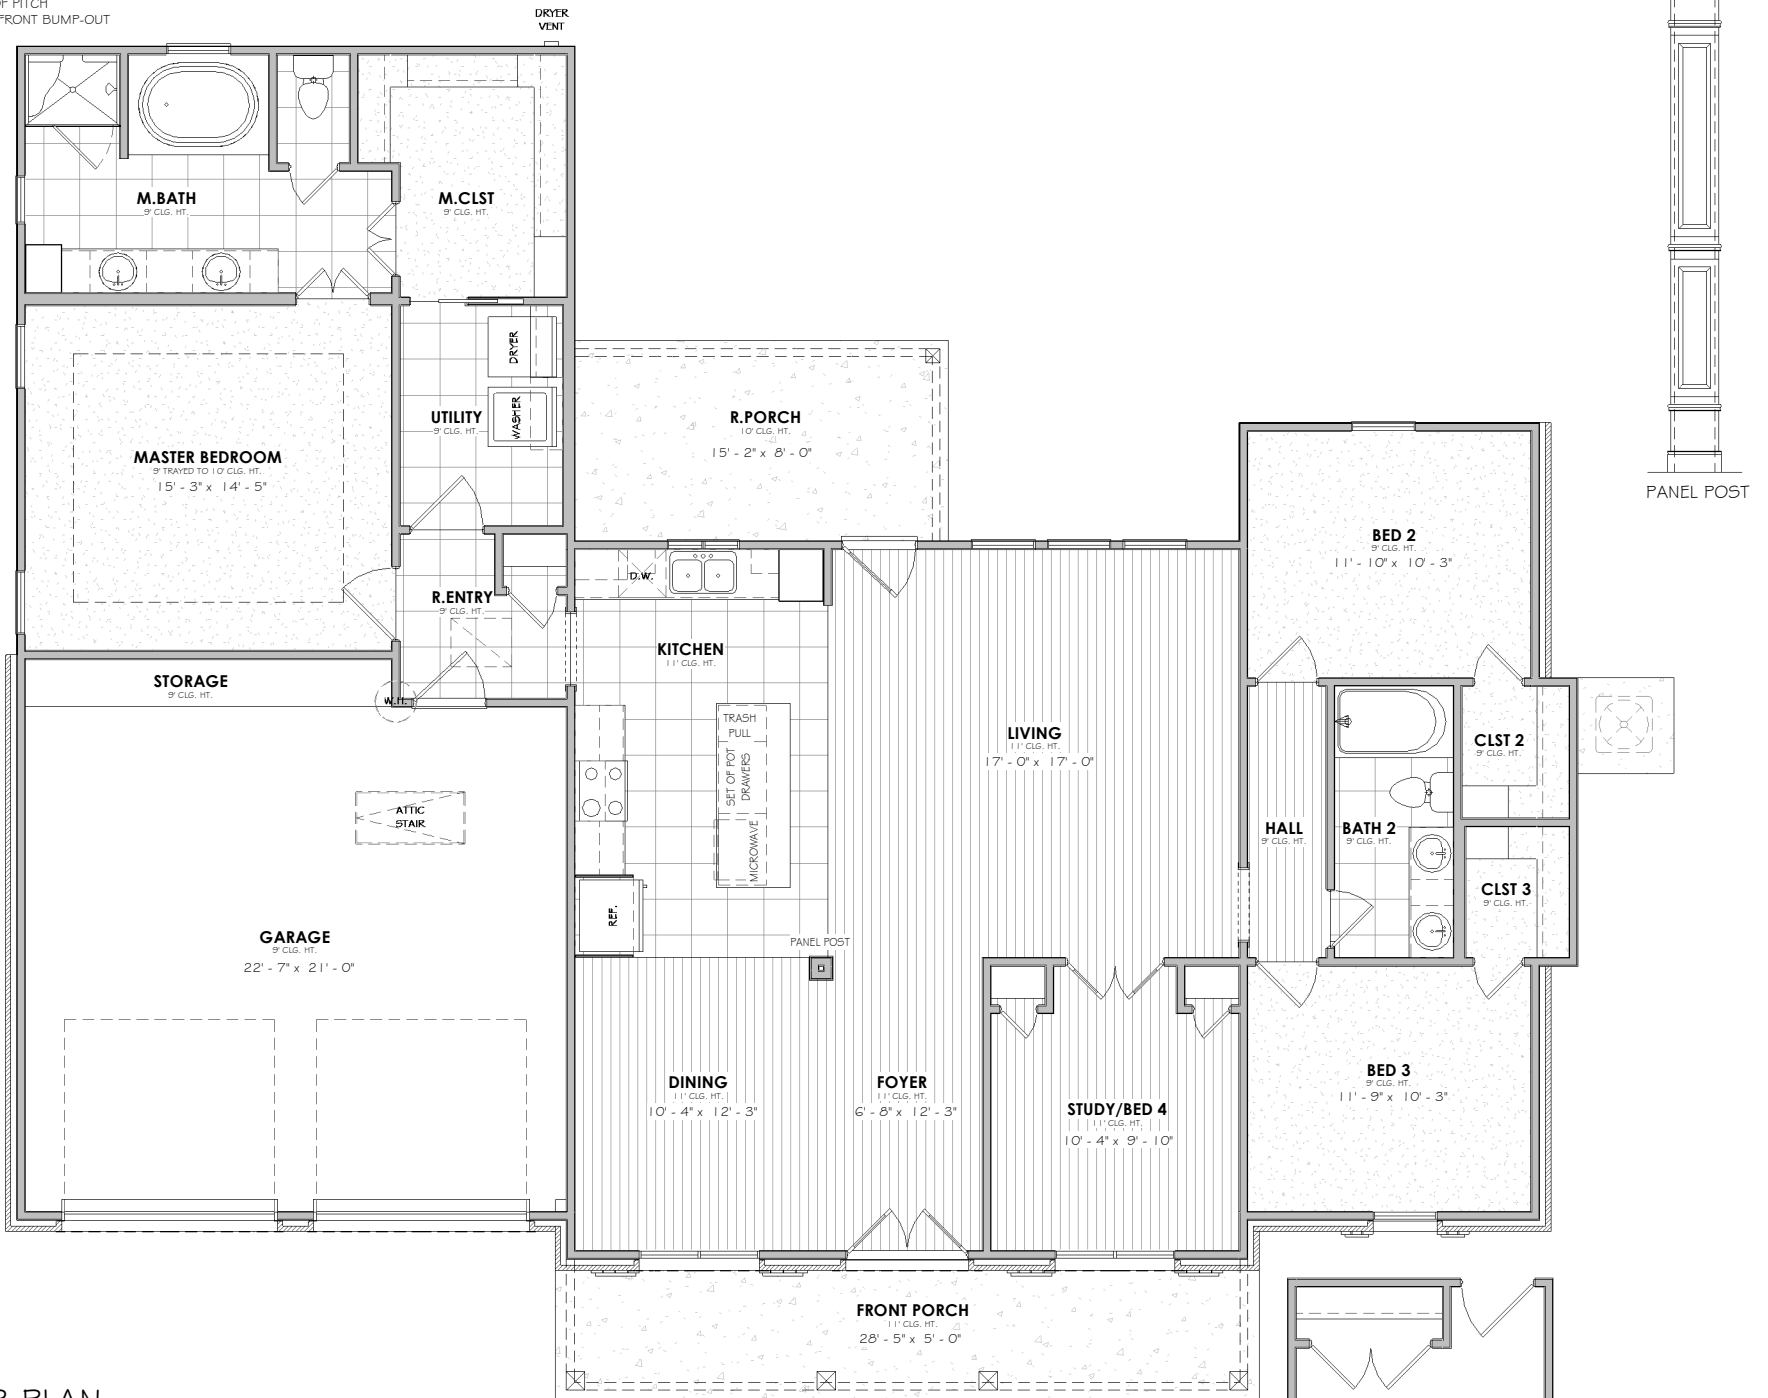 OF PITCH
FRONT BUMP-OUT
DRYER
VENT
M.BATH
9' CLG. HT.
M.CLST
9' CLG. HT.
DRYER
WASHER
UTILITY
9' CLG. HT.
MASTER BEDROOM
9' TRAYED TO 10' CLG. HT.
15' - 3" x 14' - 5"
R.PORCH
10' CLG. HT.
15' - 2" x 8' - 0"
PANEL POST
BED 2
9' CLG. HT.
11' - 10" x 10' - 3"
D.W.
R.ENTRY
9' CLG. HT.
KITCHEN
11' CLG. HT.
STORAGE
9' CLG. HT.
W.H.
TRASH
PULL
SET OF POT
DRAWERS
MICROWAVE
LIVING
11' CLG. HT.
17' - 0" x 17' - 0"
CLST 2
9' CLG. HT.
ATTIC
STAIR
HALL
9' CLG. HT.
BATH 2
9' CLG. HT.
CLST 3
9' CLG. HT.
REF.
GARAGE
9' CLG. HT.
22' - 7" x 21' - 0"
PANEL POST
DINING
11' CLG. HT.
10' - 4" x 12' - 3"
FOYER
11' CLG. HT.
6' - 8" x 12' - 3"
STUDY/BED 4
11' CLG. HT.
10' - 4" x 9' - 10"
BED 3
9' CLG. HT.
11' - 9" x 10' - 3"
FRONT PORCH
11' CLG. HT.
28' - 5" x 5' - 0"
PLAN